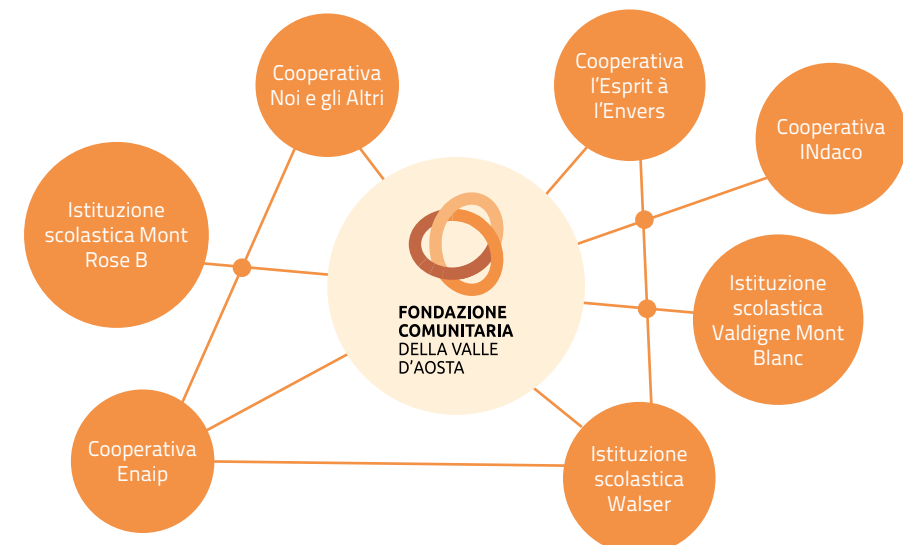 Cooperativa
Noi e gli Altri
Cooperativa
l'Esprit à
l'Envers
Cooperativa
INdaco
Istituzione
scolastica Mont
Rose B
FONDAZIONE
COMUNITARIA
DELLA VALLE
D'AOSTA
Istituzione
scolastica
Valdigne Mont
Blanc
Cooperativa
Enaip
Istituzione
scolastica
Walser